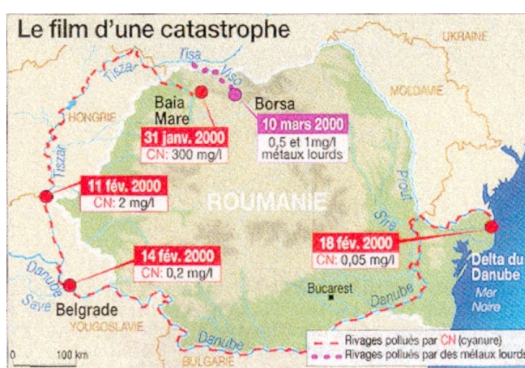 Le film d'une catastrophe
UKRAINE
Tisa
Tisza
Viso
MOLDAVIE
HONGRIE
Baia
Mare
Borsa
31 janv. 2000
CN: 300 mg/l
10 mars 2000
0,5 et 1mg/l
métaux lourds
Tiszar
Prout
11 fév. 2000
CN: 2 mg/l
ROUMANIE
14 fév. 2000
CN: 0,2 mg/l
18 fév. 2000
CN: 0,05 mg/l
Danube
Save
Belgrade
YOUGOSLAVIE
Bucarest
Danube
Delta du
Danube
Mer
Noire
Danube
BULGARIE
0 100 km
Rivages pollués par CN (cyanure)
Rivages pollués par des métaux lourds